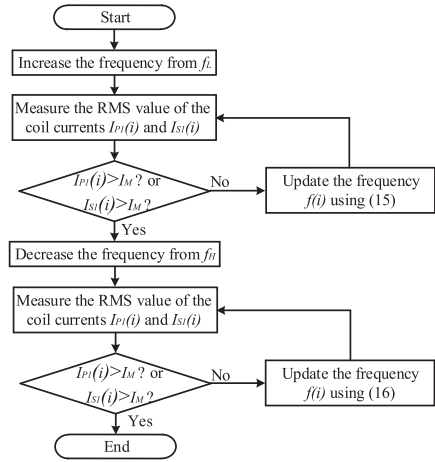 Start
Increase the frequency from fL
Measure the RMS value of the
coil currents IP1(i) and IS1(i)
IP1(i)>IM ? or
IS1(i)>IM ?
No
Update the frequency
f(i) using (15)
Yes
Decrease the frequency from fH
Measure the RMS value of the
coil currents IP1(i) and IS1(i)
IP1(i)>IM ? or
IS1(i)>IM ?
No
Update the frequency
f(i) using (16)
Yes
End